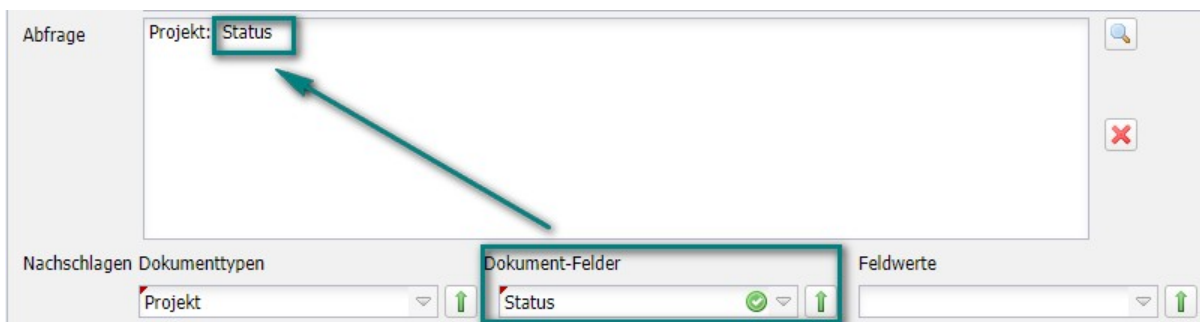 Abfrage Projekt: Status
Nachschlagen Dokumenttypen Dokument-Felder Feldwerte
Projekt Status